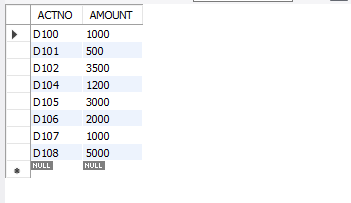 ACTNO AMOUNT
D100 1000
D101 500
D102 3500
D104 1200
D105 3000
D106 2000
D107 1000
D108 5000
NULL NULL